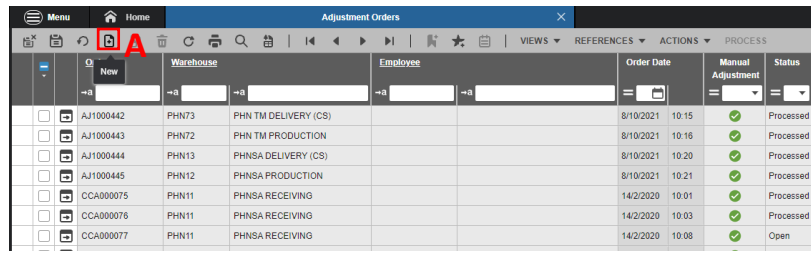 Menu Home Adjustment Orders
A VIEWS REFERENCES ACTIONS PROCESS
New
Warehouse Employee Order Date Manual Adjustment Status
AJ1000442 PHN73 PHN TM DELIVERY (CS) 8/10/2021 10:15 Processed
AJ1000443 PHN72 PHN TM PRODUCTION 8/10/2021 10:16 Processed
AJ1000444 PHN13 PHNSA DELIVERY (CS) 8/10/2021 10:20 Processed
AJ1000445 PHN12 PHNSA PRODUCTION 8/10/2021 10:21 Processed
CCA000075 PHN11 PHNSA RECEIVING 14/2/2020 10:01 Processed
CCA000076 PHN11 PHNSA RECEIVING 14/2/2020 10:03 Processed
CCA000077 PHN11 PHNSA RECEIVING 14/2/2020 10:08 Open